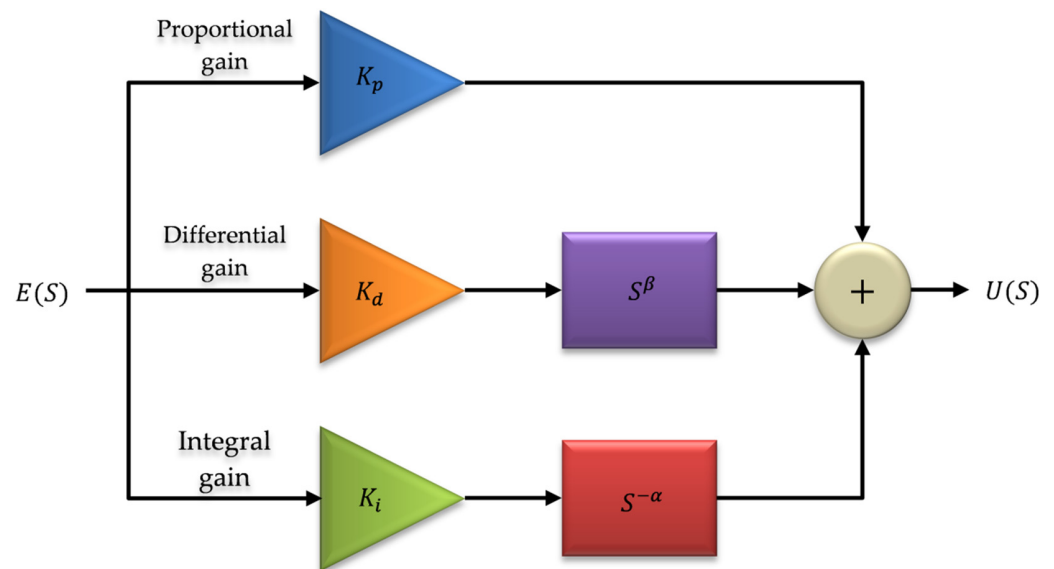 Proportional
gain
K_p
Differential
gain
E(S)
K_d
S^β
+
U(S)
Integral
gain
K_i
S^{-α}